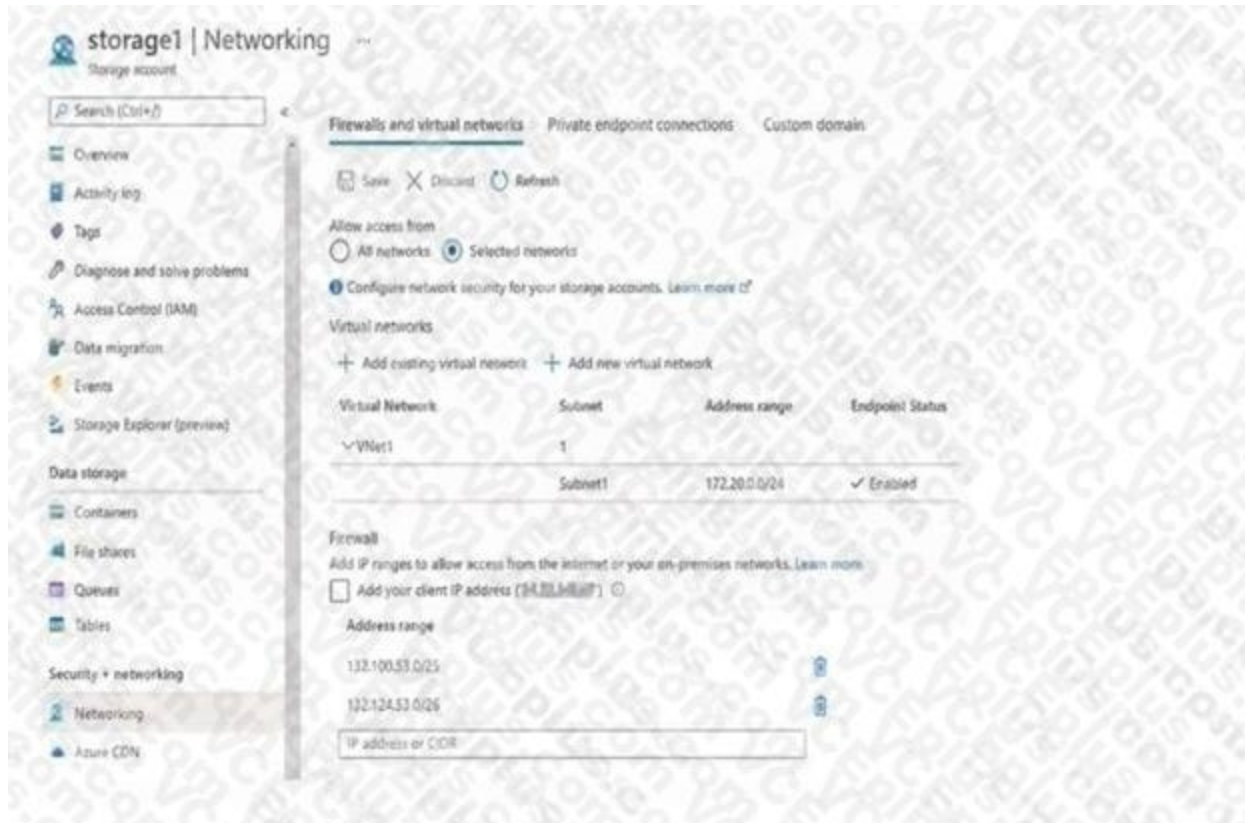 storage1 | Networking ...
Storage account
Search (Ctrl+/)
«
Overview
Activity log
Tags
Diagnose and solve problems
Access Control (IAM)
Data migration
Events
Storage Explorer (preview)
Data storage
Containers
File shares
Queues
Tables
Security + networking
Networking
Azure CDN
Firewalls and virtual networks Private endpoint connections Custom domain
Save Discard Refresh
Allow access from
All networks Selected networks
Configure network security for your storage accounts. Learn more
Virtual networks
+ Add existing virtual network + Add new virtual network
Virtual Network Subnet Address range Endpoint Status
VNet1 1
Subnet1 172.20.0.0/24 ✓ Enabled
Firewall
Add IP ranges to allow access from the internet or your on-premises networks. Learn more.
Add your client IP address (
Address range
132.100.53.0/25
132.124.53.0/26
IP address or CIDR